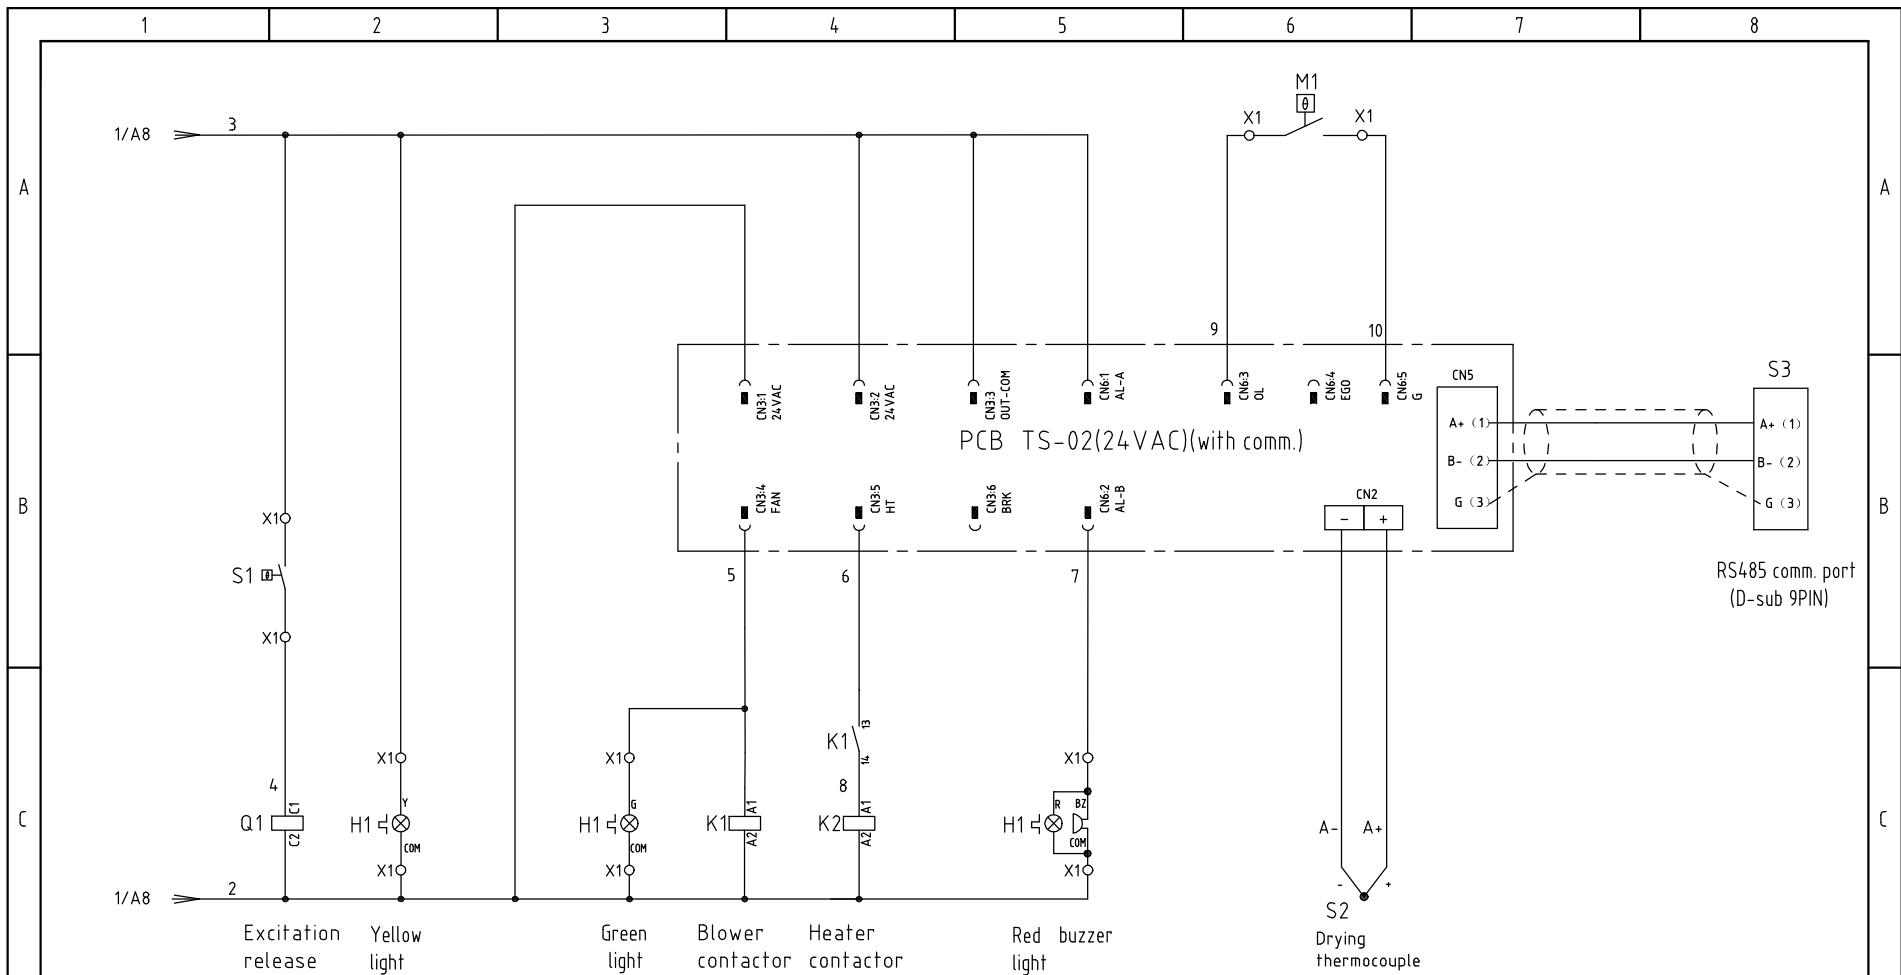 1 2 3 4 5 6 7 8
M1
θ
X1 X1
1/A8 3
A A
9 10
CN3:1
24VAC
CN3:2
24VAC
CN3:3
OUT-COM
CN6:1
AL-A
CN6:3
OL
CN6:4
EGO
CN6:5
G
CN5
S3
A+ (1) A+ (1)
PCB TS-02(24VAC)(with comm.)
B- (2) B- (2)
G (3) G (3)
B B
CN3:4
FAN
CN3:5
HT
CN3:6
BRK
CN6:2
AL-B
CN2
- +
X1
S1 θ
5 6 7
RS485 comm. port
(D-sub 9PIN)
X1
13
K1
14
X1 X1 X1
4 8
C C
Q1 C1 C2
H1 Y COM
H1 G COM
K1 A1 A2
K2 A1 A2
H1 R BZ COM
A- A+
X1 X1 X1
- +
1/A8 2
S2
Excitation
release
Yellow
light
Green
light
Blower
contactor
Heater
contactor
Red buzzer
light
Drying
thermocouple